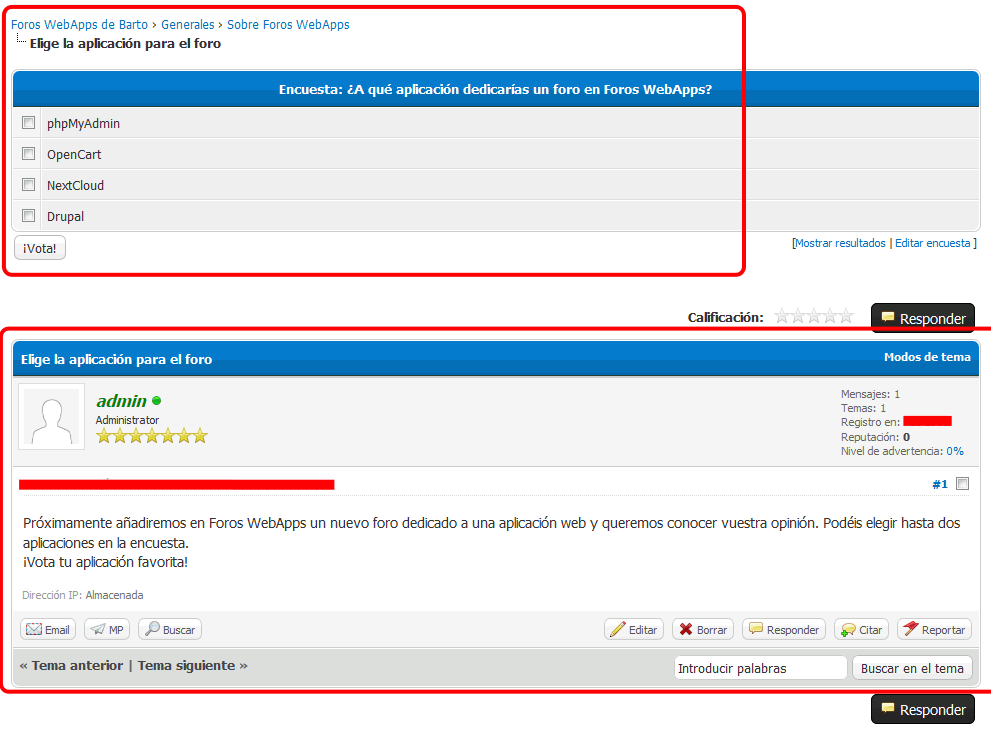 Foros WebApps de Barto › Generales › Sobre Foros WebApps
Elige la aplicación para el foro
Encuesta: ¿A qué aplicación dedicarías un foro en Foros WebApps?
phpMyAdmin
OpenCart
NextCloud
Drupal
¡Vota!
[Mostrar resultados | Editar encuesta ]
Calificación:
Responder
Elige la aplicación para el foro
Modos de tema
admin
Administrator
Mensajes: 1
Temas: 1
Registro en:
Reputación: 0
Nivel de advertencia: 0%
#1
Próximamente añadiremos en Foros WebApps un nuevo foro dedicado a una aplicación web y queremos conocer vuestra opinión. Podéis elegir hasta dos
aplicaciones en la encuesta.
¡Vota tu aplicación favorita!
Dirección IP: Almacenada
Email MP Buscar Editar Borrar Responder Citar Reportar
« Tema anterior | Tema siguiente »
Introducir palabras Buscar en el tema
Responder